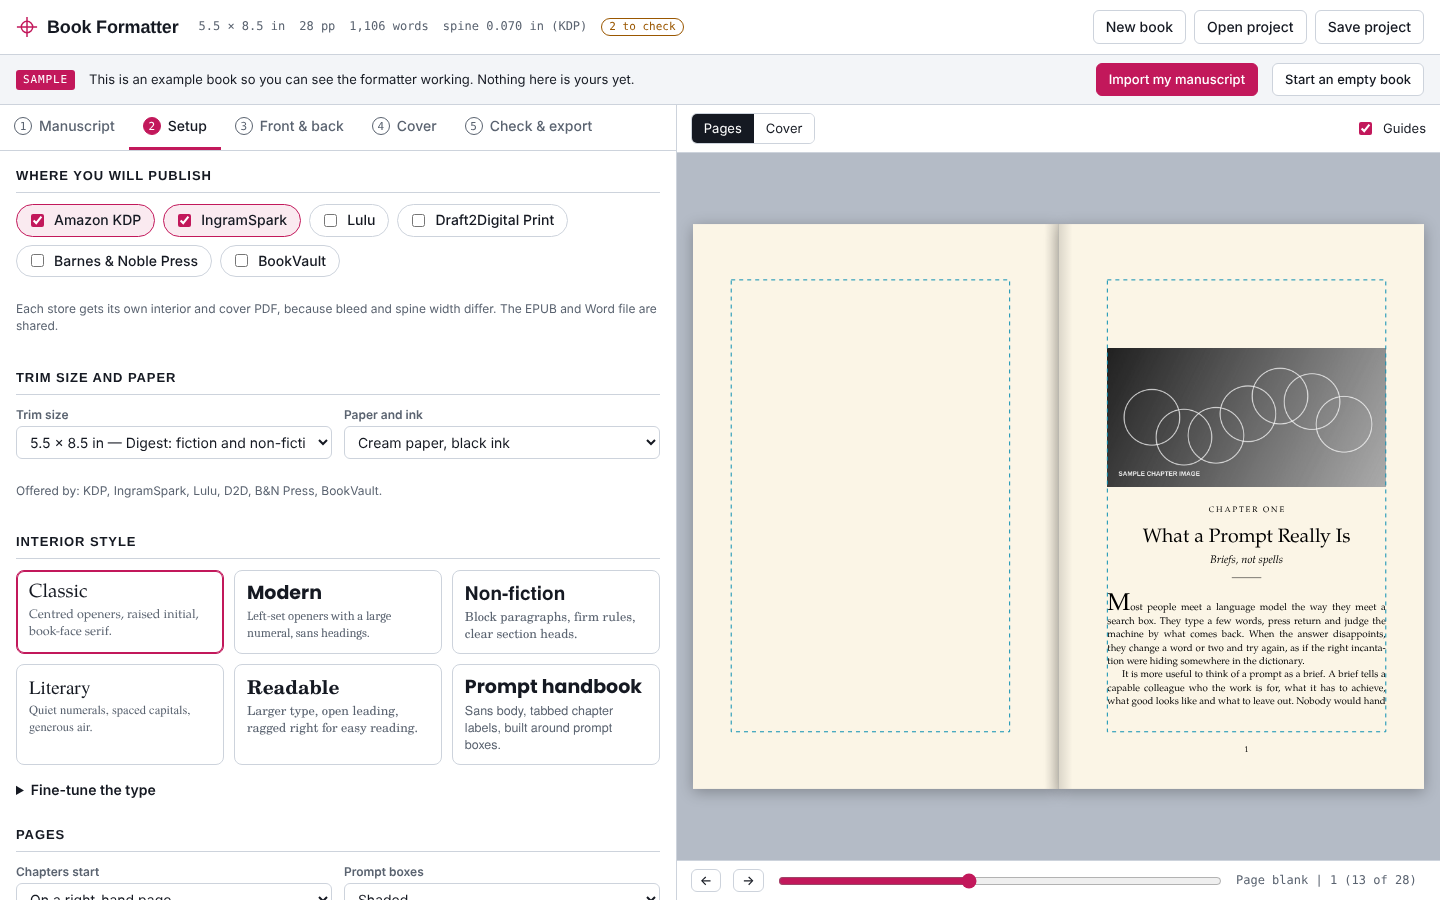 Book Formatter
5.5 × 8.5 in 28 pp 1,106 words spine 0.070 in (KDP) 2 to check
New book Open project Save project
SAMPLE This is an example book so you can see the formatter working. Nothing here is yours yet.
Import my manuscript Start an empty book
1 Manuscript 2 Setup 3 Front & back 4 Cover 5 Check & export
WHERE YOU WILL PUBLISH
Amazon KDP IngramSpark Lulu Draft2Digital Print
Barnes & Noble Press BookVault
Each store gets its own interior and cover PDF, because bleed and spine width differ. The EPUB and Word file are
shared.
TRIM SIZE AND PAPER
Trim size Paper and ink
5.5 × 8.5 in — Digest: fiction and non-ficti Cream paper, black ink
Offered by: KDP, IngramSpark, Lulu, D2D, B&N Press, BookVault.
INTERIOR STYLE
Classic
Centred openers, raised initial,
book-face serif.
Modern
Left-set openers with a large
numeral, sans headings.
Non-fiction
Block paragraphs, firm rules,
clear section heads.
Literary
Quiet numerals, spaced capitals,
generous air.
Readable
Larger type, open leading,
ragged right for easy reading.
Prompt handbook
Sans body, tabbed chapter
labels, built around prompt
boxes.
Fine-tune the type
PAGES
Chapters start Prompt boxes
On a right-hand page Shaded
Pages Cover Guides
SAMPLE CHAPTER IMAGE
CHAPTER ONE
What a Prompt Really Is
Briefs, not spells
Most people meet a language model the way they meet a
search box. They type a few words, press return and judge the
machine by what comes back. When the answer disappoints,
they change a word or two and try again, as if the right incanta-
tion were hiding somewhere in the dictionary.
It is more useful to think of a prompt as a brief. A brief tells a
capable colleague who the work is for, what it has to achieve,
what good looks like and what to leave out. Nobody would hand
1
← → Page blank | 1 (13 of 28)